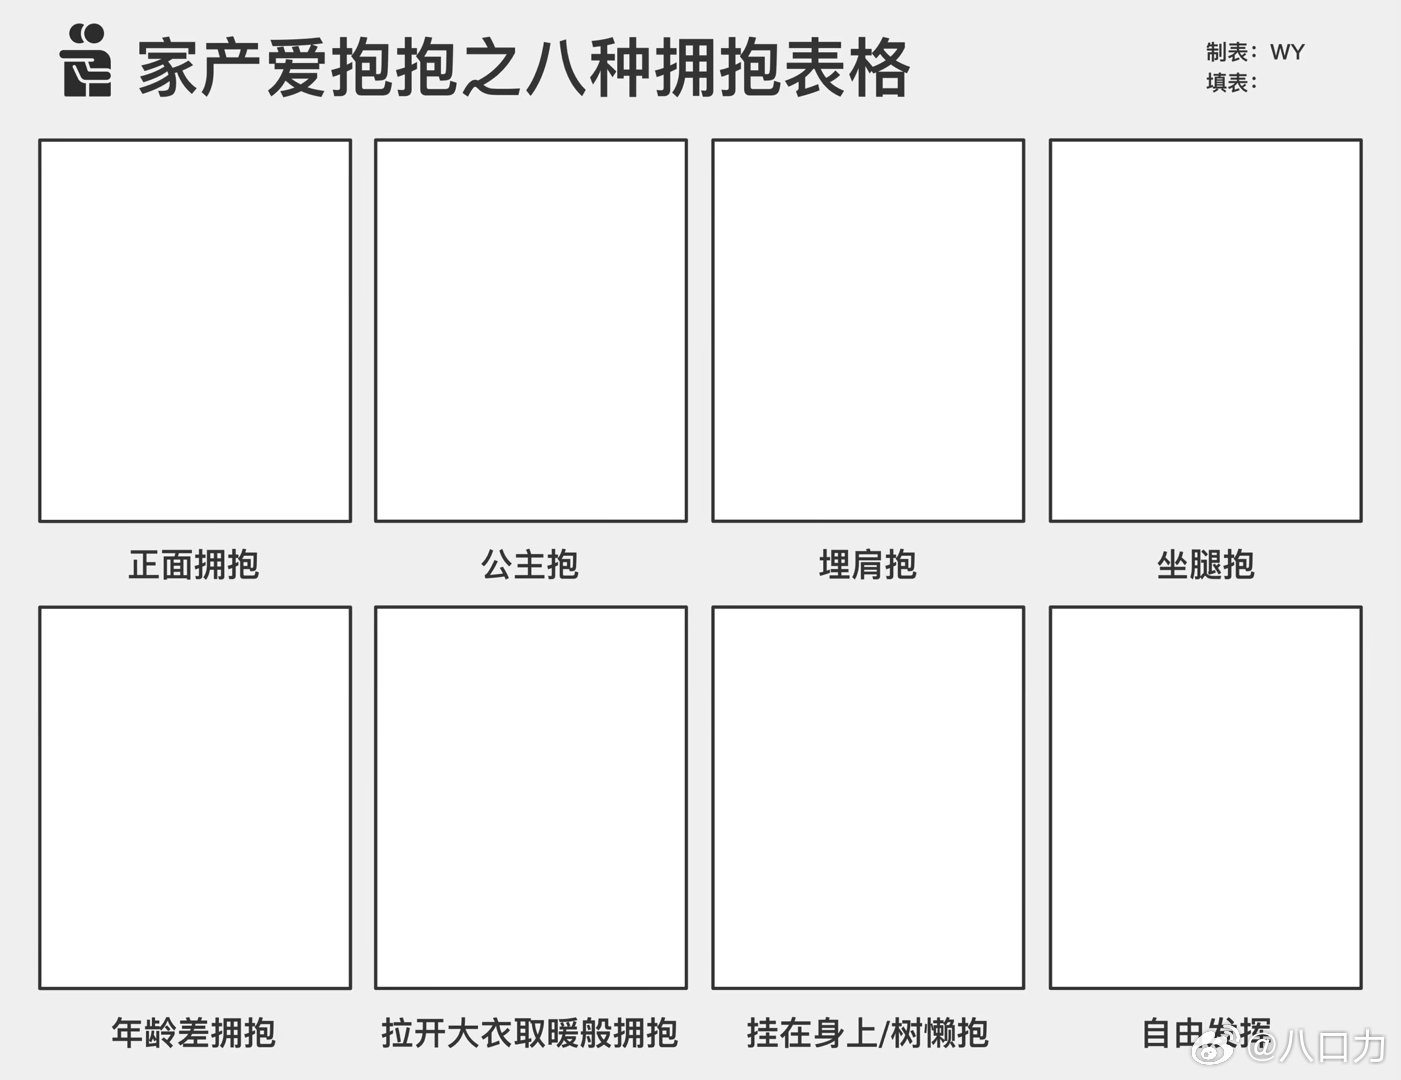 家产爱抱抱之八种拥抱表格
制表：WY
填表：
正面拥抱
公主抱
埋肩抱
坐腿抱
年龄差拥抱
拉开大衣取暖般拥抱
挂在身上/树懒抱
自由发挥
@八口力